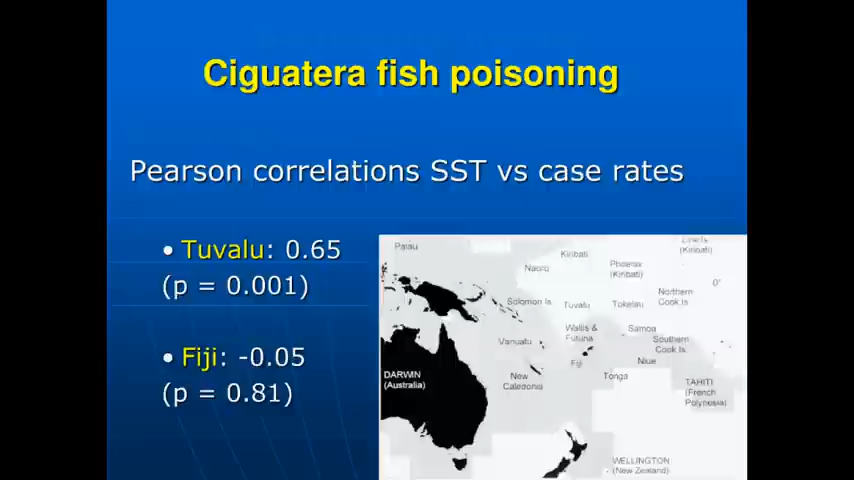 Ciguatera fish poisoning
Pearson correlations SST vs case rates
• Tuvalu: 0.65
(p = 0.001)
• Fiji: -0.05
(p = 0.81)
Palau
Kiribati
Line Is
(Kiribati)
Nauru
Phoenix
(Kiribati)
0°
Solomon Is
Tuvalu
Tokelau
Northern
Cook Is
Wallis &
Futuna
Samoa
Vanuatu
Southern
Cook Is
Fiji
Niue
DARWIN
(Australia)
New
Caledonia
Tonga
TAHITI
(French
Polynesia)
WELLINGTON
(New Zealand)